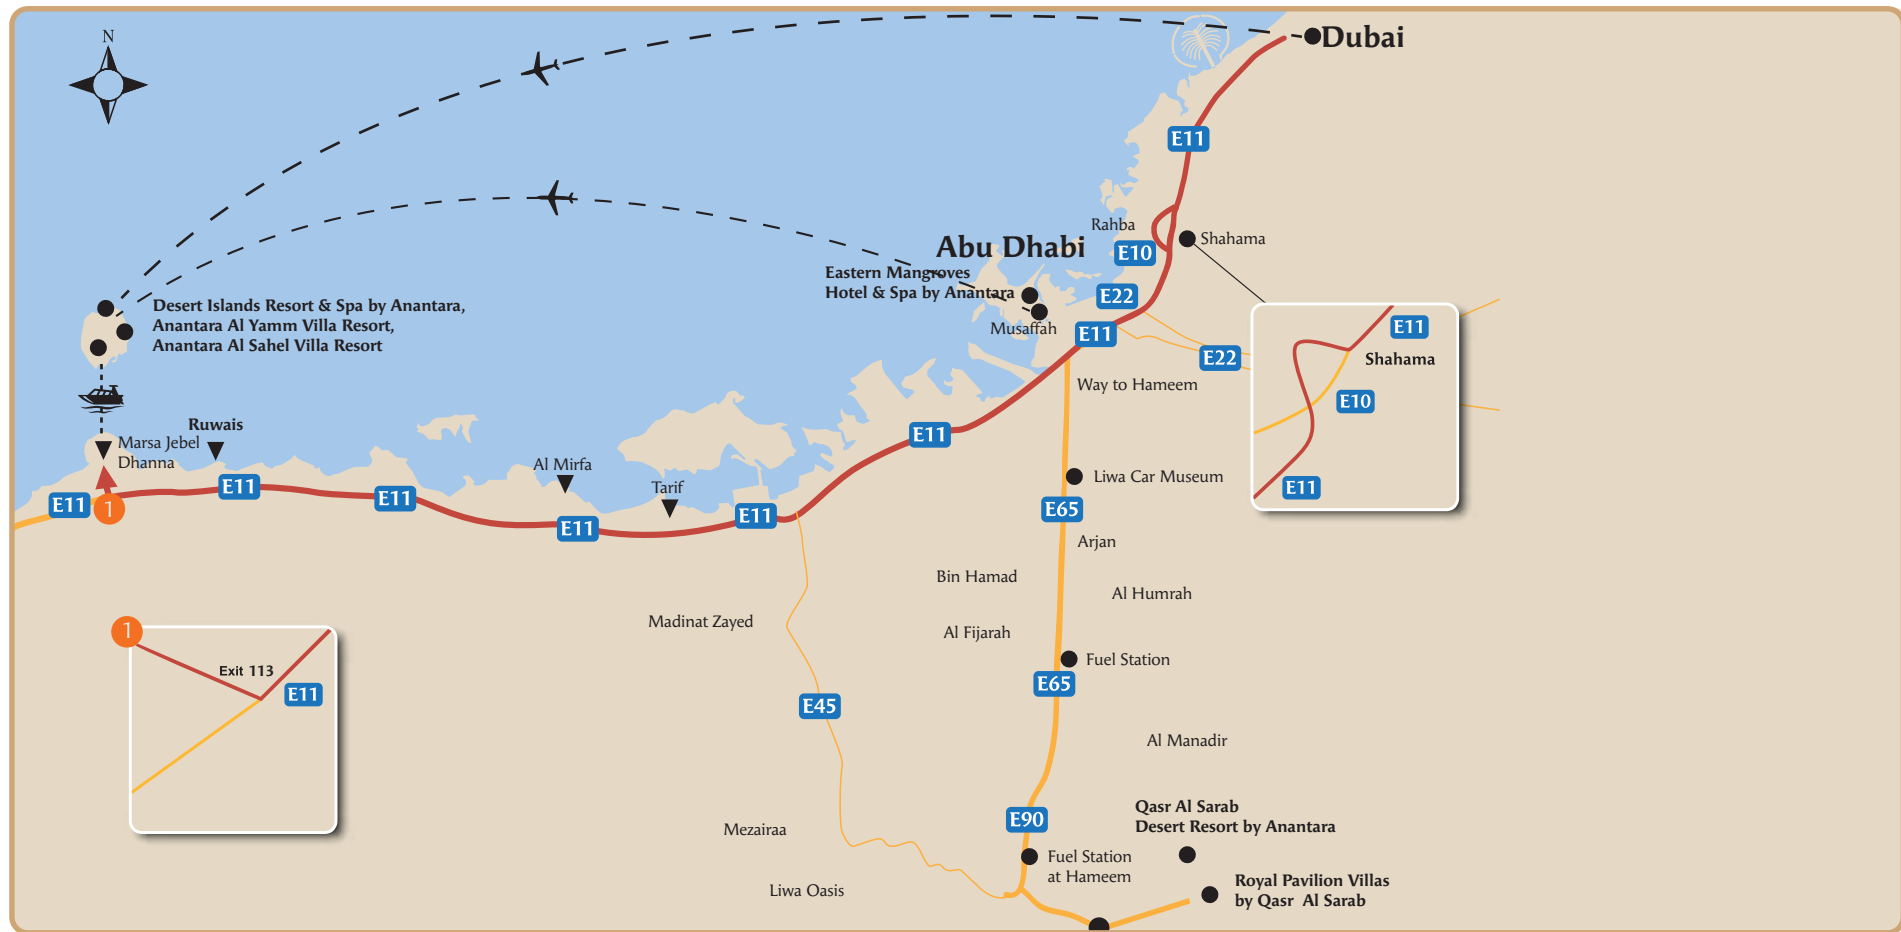 N
Dubai
E11
Rahba
Shahama
Abu Dhabi
E10
Eastern Mangroves
Hotel & Spa by Anantara
E22
Musaffah
E11
E22
Way to Hameem
E11
Shahama
E10
E11
Desert Islands Resort & Spa by Anantara,
Anantara Al Yamm Villa Resort,
Anantara Al Sahel Villa Resort
Ruwais
Marsa Jebel
Dhanna
E11
1
E11
E11
Al Mirfa
E11
Tarif
E11
E11
Liwa Car Museum
E65
Arjan
Bin Hamad
Al Humrah
Madinat Zayed
Al Fijarah
Fuel Station
E65
E45
1
Exit 113
E11
Al Manadir
Qasr Al Sarab
Desert Resort by Anantara
E90
Mezairaa
Fuel Station
at Hameem
Liwa Oasis
Royal Pavilion Villas
by Qasr Al Sarab